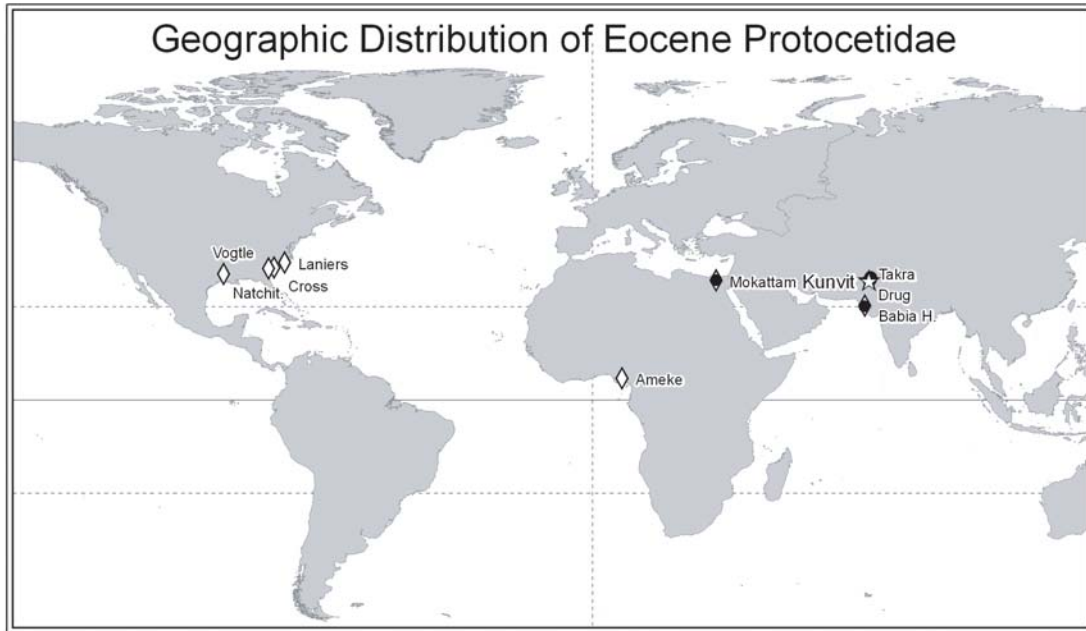 Geographic Distribution of Eocene Protocetidae
Vogtle
Laniers
Natchit.
Cross
Mokattam
Kunvit
Takra
Drug
Babia H.
Ameke